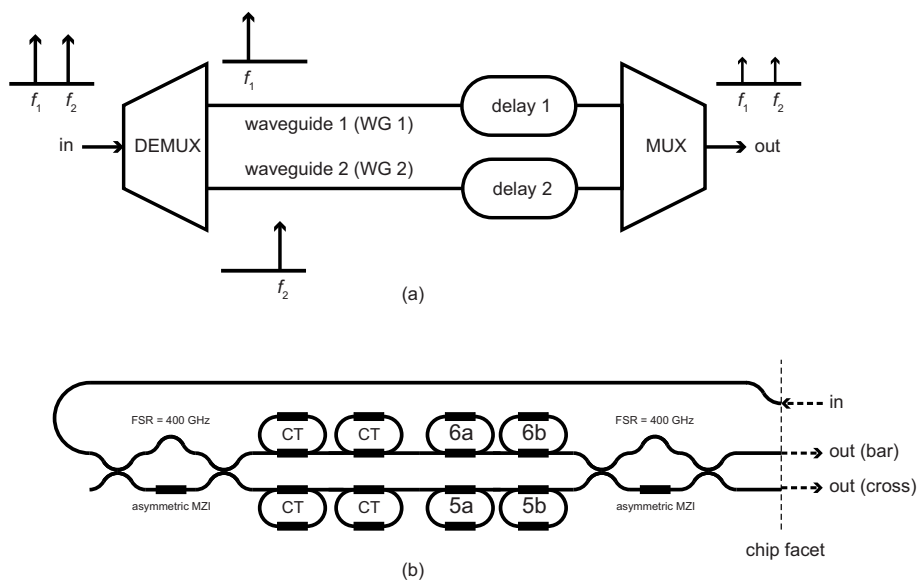 f1 f2
f1
in
DEMUX
waveguide 1 (WG 1)
delay 1
waveguide 2 (WG 2)
delay 2
MUX
f1 f2
out
f2
(a)
in
FSR = 400 GHz
CT CT 6a 6b
FSR = 400 GHz
out (bar)
out (cross)
asymmetric MZI
CT CT 5a 5b
asymmetric MZI
chip facet
(b)